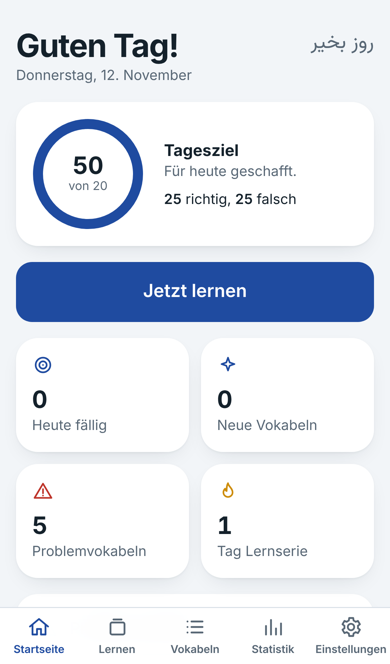 Guten Tag!
روز بخیر
Donnerstag, 12. November
50
von 20
Tagesziel
Für heute geschafft.
25 richtig, 25 falsch
Jetzt lernen
0
Heute fällig
0
Neue Vokabeln
5
Problemvokabeln
1
Tag Lernserie
Startseite
Lernen
Vokabeln
Statistik
Einstellungen